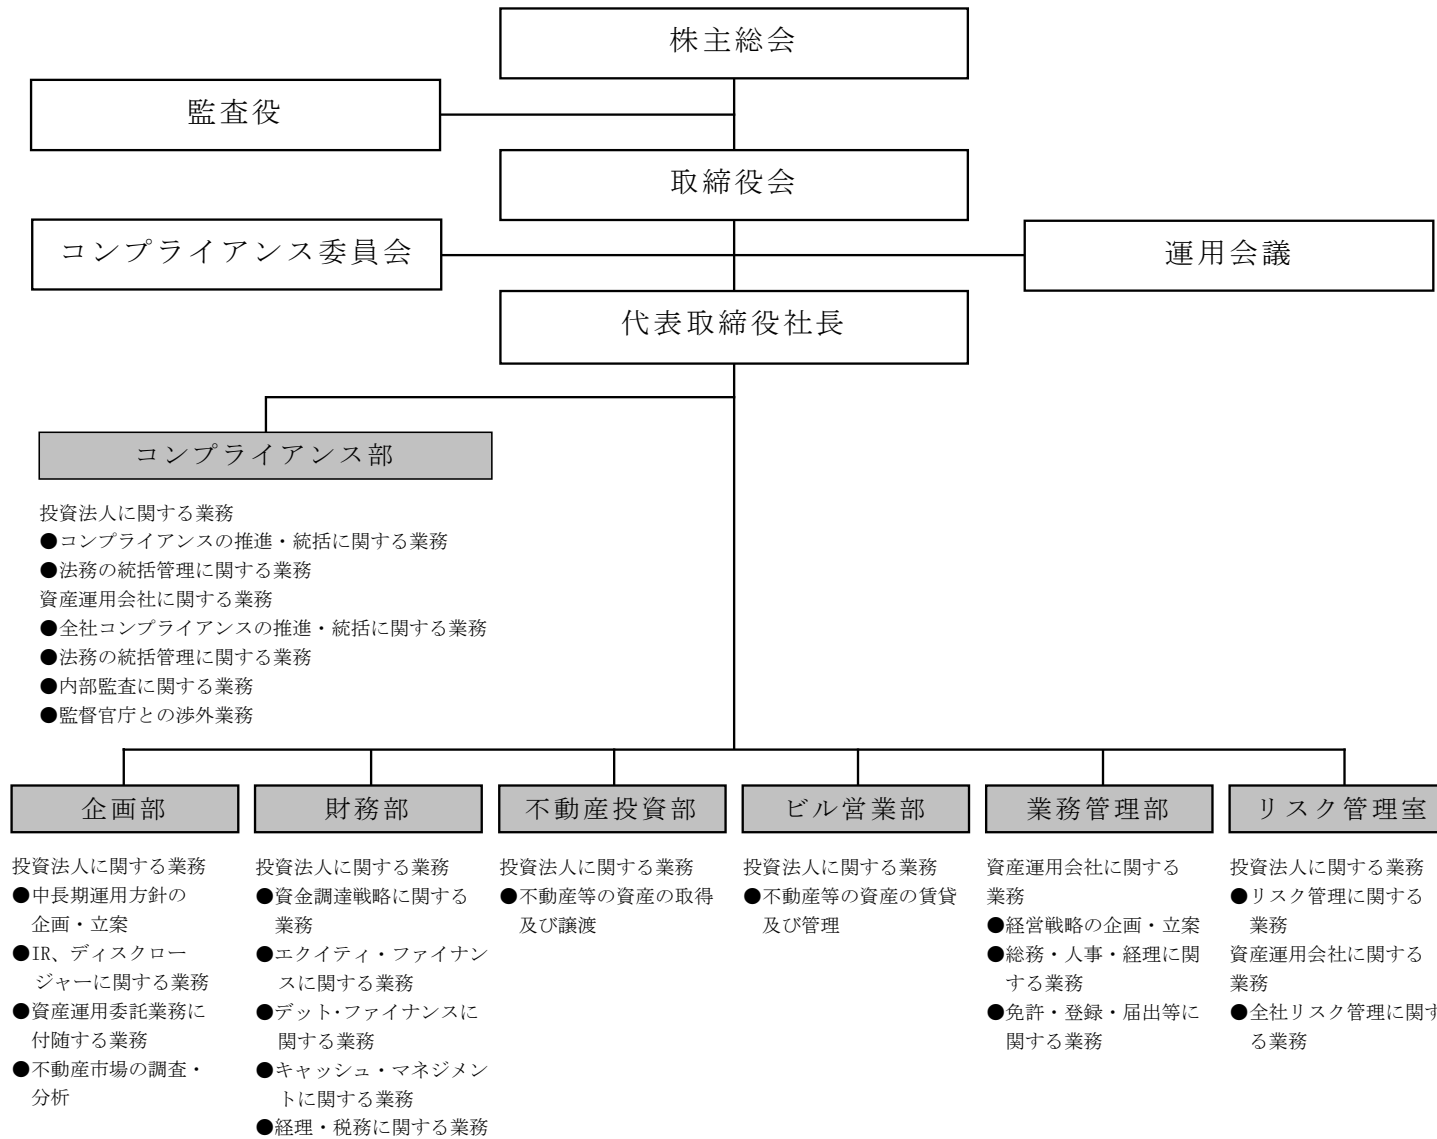 株主総会
監査役
取締役会
コンプライアンス委員会
運用会議
代表取締役社長
コンプライアンス部
投資法人に関する業務
●コンプライアンスの推進・統括に関する業務
●法務の統括管理に関する業務
資産運用会社に関する業務
●全社コンプライアンスの推進・統括に関する業務
●法務の統括管理に関する業務
●内部監査に関する業務
●監督官庁との渉外業務
企画部
投資法人に関する業務
●中長期運用方針の
企画・立案
●IR、ディスクロー
ジャーに関する業務
●資産運用委託業務に
付随する業務
●不動産市場の調査・
分析
財務部
投資法人に関する業務
●資金調達戦略に関する
業務
●エクイティ・ファイナン
スに関する業務
●デット・ファイナンスに
関する業務
●キャッシュ・マネジメン
トに関する業務
●経理・税務に関する業務
不動産投資部
投資法人に関する業務
●不動産等の資産の取得
及び譲渡
ビル営業部
投資法人に関する業務
●不動産等の資産の賃貸
及び管理
業務管理部
資産運用会社に関する
業務
●経営戦略の企画・立案
●総務・人事・経理に関
する業務
●免許・登録・届出等に
関する業務
リスク管理室
投資法人に関する業務
●リスク管理に関する
業務
資産運用会社に関する
業務
●全社リスク管理に関す
る業務